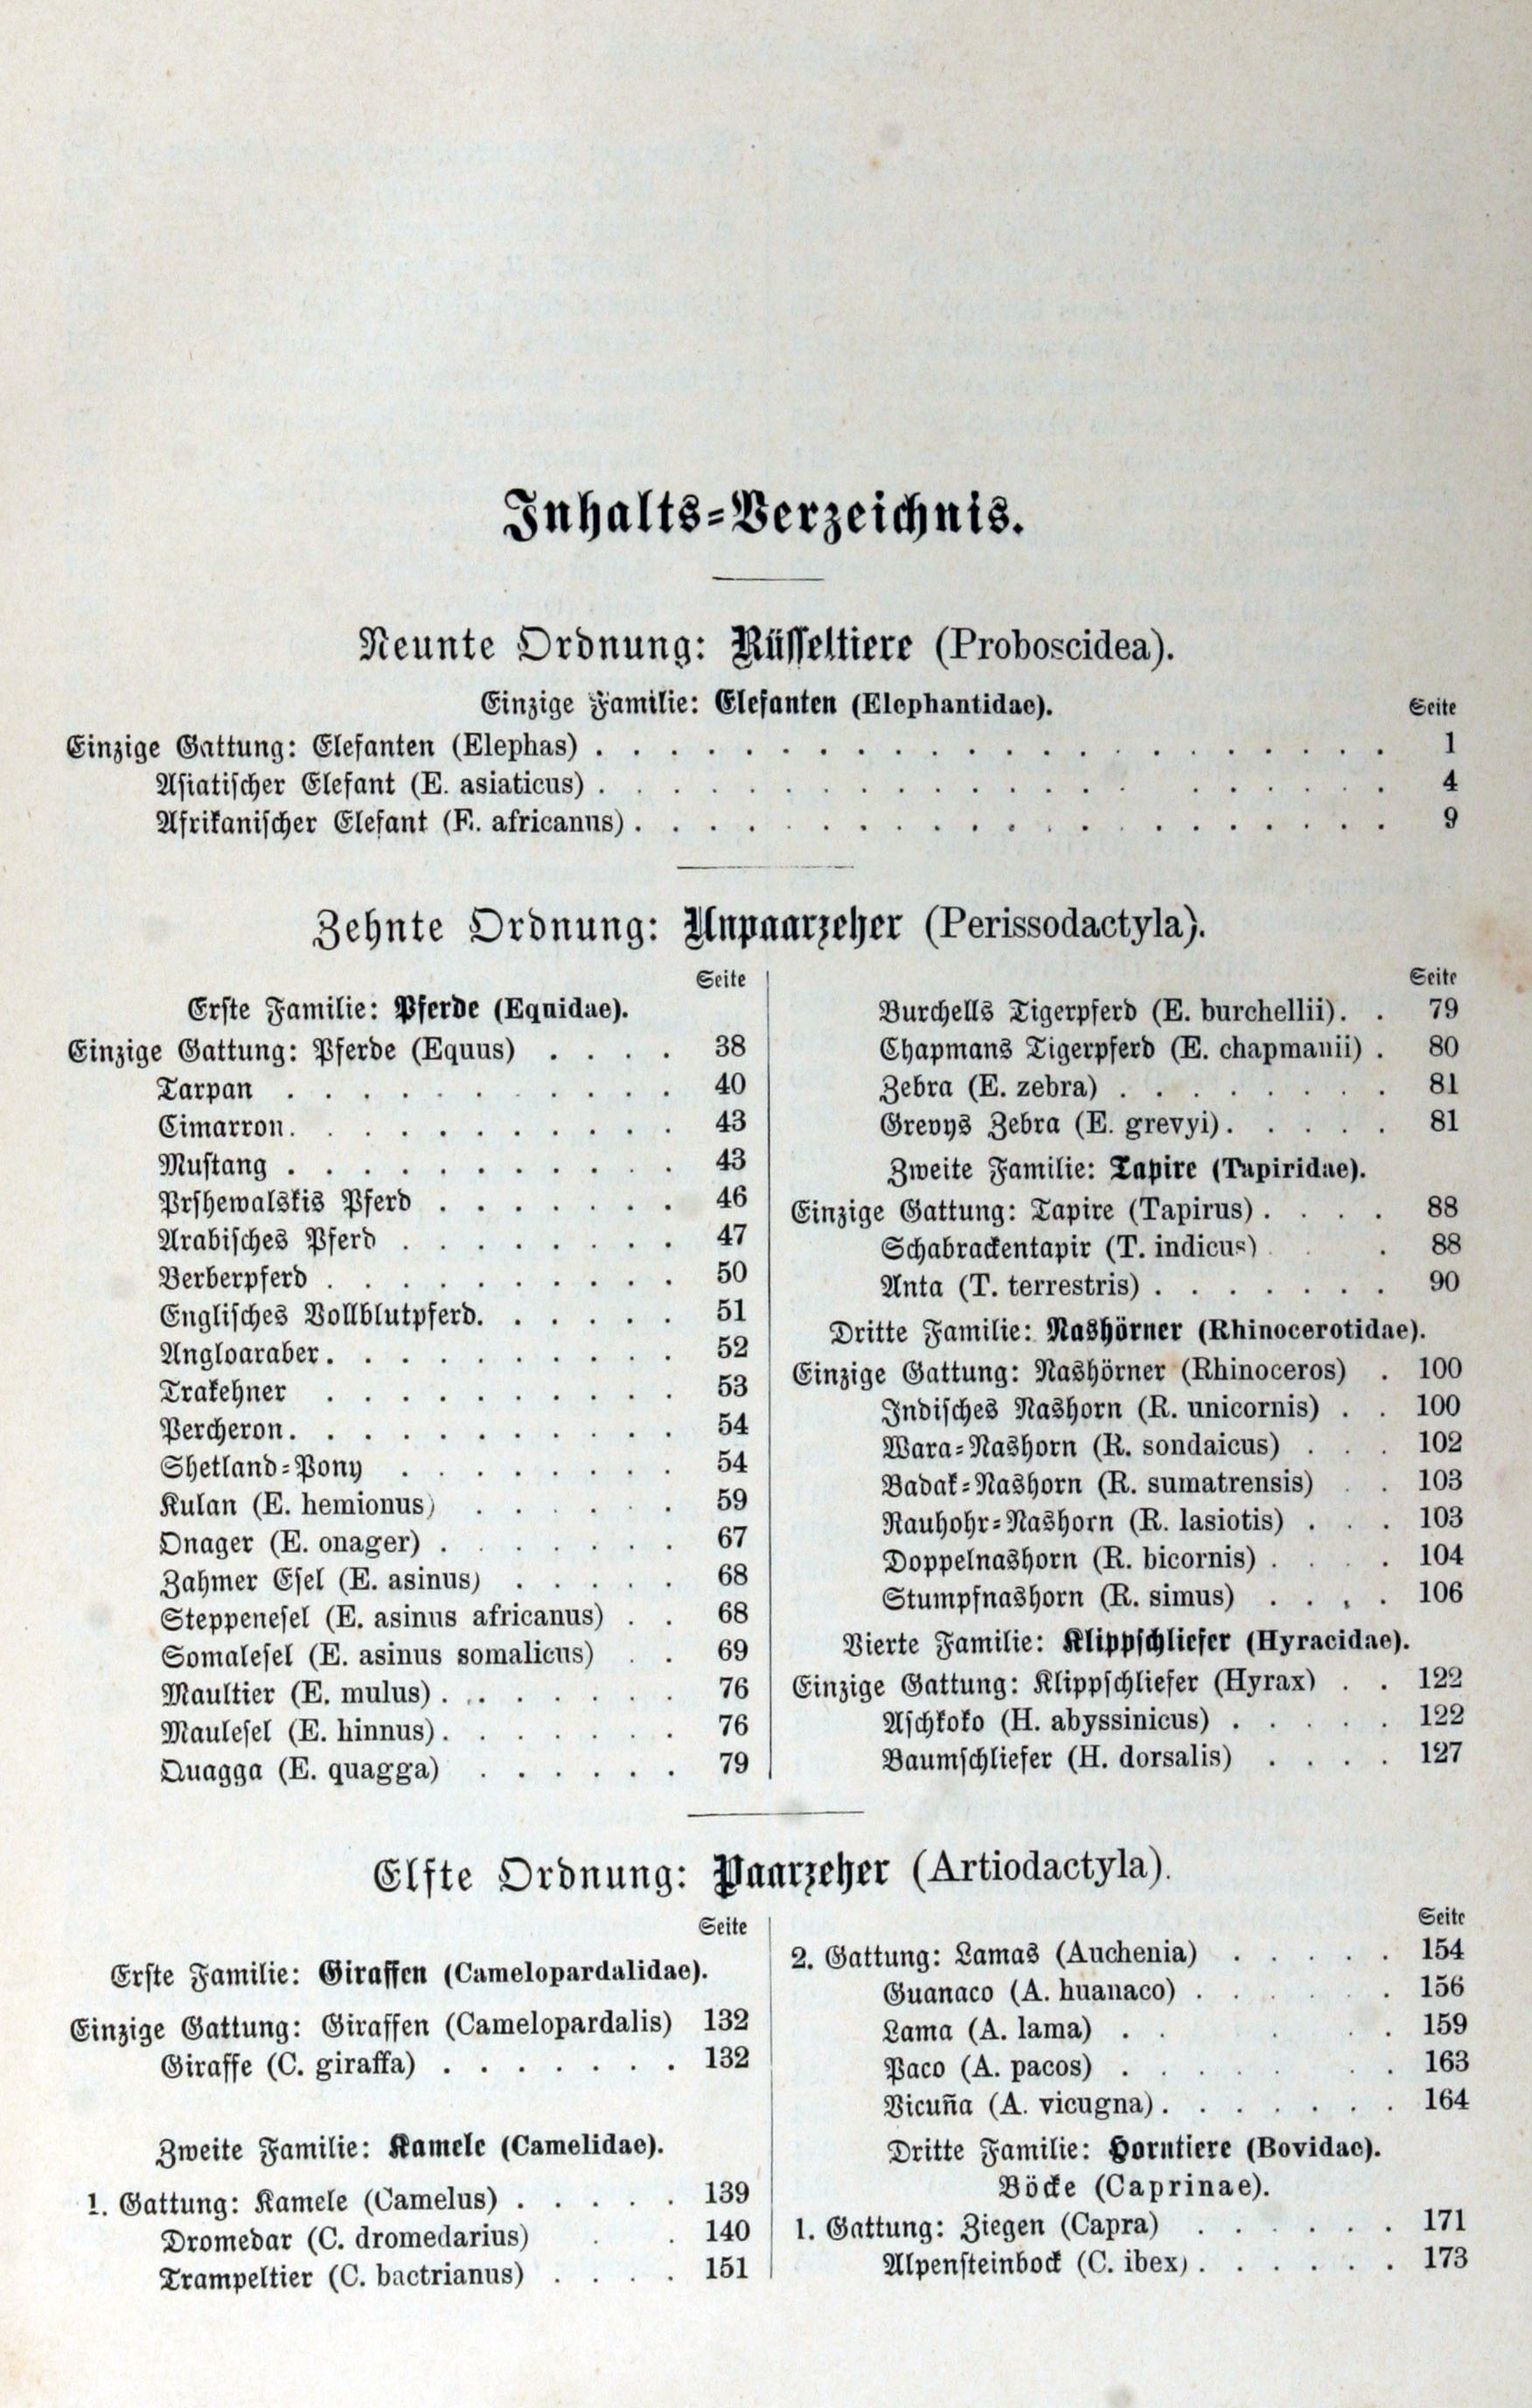 Inhalts-Verzeichnis.
Neunte Ordnung: Rüsseltiere (Proboscidea).
Einzige Familie: Elefanten (Elephantidae).
Seite
Einzige Gattung: Elefanten (Elephas) . . . . . . . . . . . . . . . . . . . . . . 1
Asiatischer Elefant (E. asiaticus) . . . . . . . . . . . . . . . . . . . . . . 4
Afrikanischer Elefant (E. africanus) . . . . . . . . . . . . . . . . . . . . . 9
Zehnte Ordnung: Unpaarzeher (Perissodactyla).
Seite
Erste Familie: Pferde (Equidae).
Einzige Gattung: Pferde (Equus) . . . . 38
Tarpan . . . . . . . . . . . 40
Cimarron. . . . . . . . . . . 43
Mustang . . . . . . . . . . . 43
Prshewalskis Pferd . . . . . . . 46
Arabisches Pferd . . . . . . . . 47
Berberpferd . . . . . . . . . . 50
Englisches Vollblutpferd. . . . . . 51
Angloaraber. . . . . . . . . . 52
Trakehner . . . . . . . . . . 53
Percheron. . . . . . . . . . . 54
Shetland-Pony . . . . . . . . 54
Kulan (E. hemionus) . . . . . . 59
Onager (E. onager) . . . . . . . 67
Zahmer Esel (E. asinus) . . . . . 68
Steppenesel (E. asinus africanus) . . 68
Somalesel (E. asinus somalicus) . . 69
Maultier (E. mulus) . . . . . . . 76
Maulesel (E. hinnus) . . . . . . . 76
Quagga (E. quagga) . . . . . . 79
Seite
Burchells Tigerpferd (E. burchellii). . 79
Chapmans Tigerpferd (E. chapmanii) . 80
Zebra (E. zebra) . . . . . . . . 81
Grevys Zebra (E. grevyi). . . . . 81
Zweite Familie: Tapire (Tapiridae).
Einzige Gattung: Tapire (Tapirus) . . . . 88
Schabrackentapir (T. indicus) . 88
Anta (T. terrestris) . . . . . . . 90
Dritte Familie: Nashörner (Rhinocerotidae).
Einzige Gattung: Nashörner (Rhinoceros) . 100
Indisches Nashorn (R. unicornis) . . 100
Wara-Nashorn (R. sondaicus) . . . 102
Badak-Nashorn (R. sumatrensis) . . 103
Rauhohr-Nashorn (R. lasiotis) . . . 103
Doppelnashorn (R. bicornis) . . . . 104
Stumpfnashorn (R. simus) . . . . 106
Vierte Familie: Klippschliefer (Hyracidae).
Einzige Gattung: Klippschliefer (Hyrax) . . 122
Aschkoko (H. abyssinicus) . . . . . 122
Baumschliefer (H. dorsalis) . . . . 127
Elfte Ordnung: Paarzeher (Artiodactyla).
Seite
Erste Familie: Giraffen (Camelopardalidae).
Einzige Gattung: Giraffen (Camelopardalis) 132
Giraffe (C. giraffa) . . . . . . . 132
Zweite Familie: Kamele (Camelidae).
1. Gattung: Kamele (Camelus) . . . . . 139
Dromedar (C. dromedarius) . . 140
Trampeltier (C. bactrianus) . . . . 151
Seite
2. Gattung: Lamas (Auchenia) . . . . . 154
Guanaco (A. huanaco) . . . . . . 156
Lama (A. lama) . . . . . 159
Paco (A. pacos) . . . . . . . 163
Vicuña (A. vicugna) . . . . . . . 164
Dritte Familie: Horntiere (Bovidae).
Böcke (Caprinae).
1. Gattung: Ziegen (Capra) . . . . . . 171
Alpensteinbock (C. ibex) . . . . . . 173